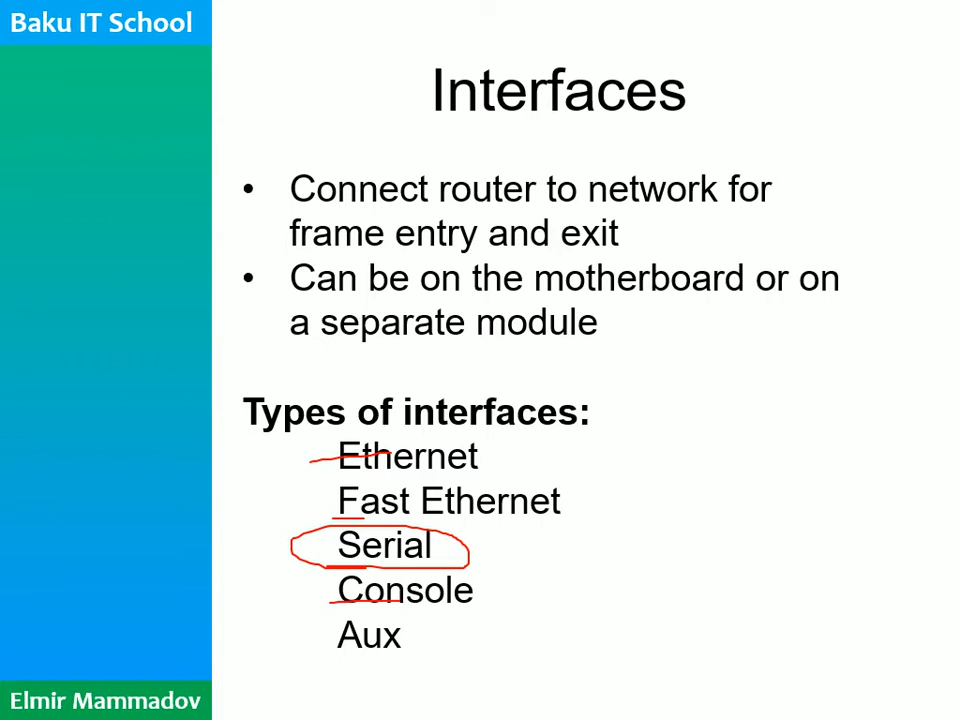 Baku IT School
Interfaces
• Connect router to network for
frame entry and exit
• Can be on the motherboard or on
a separate module
Types of interfaces:
Ethernet
Fast Ethernet
Serial
Console
Aux
Elmir Mammadov